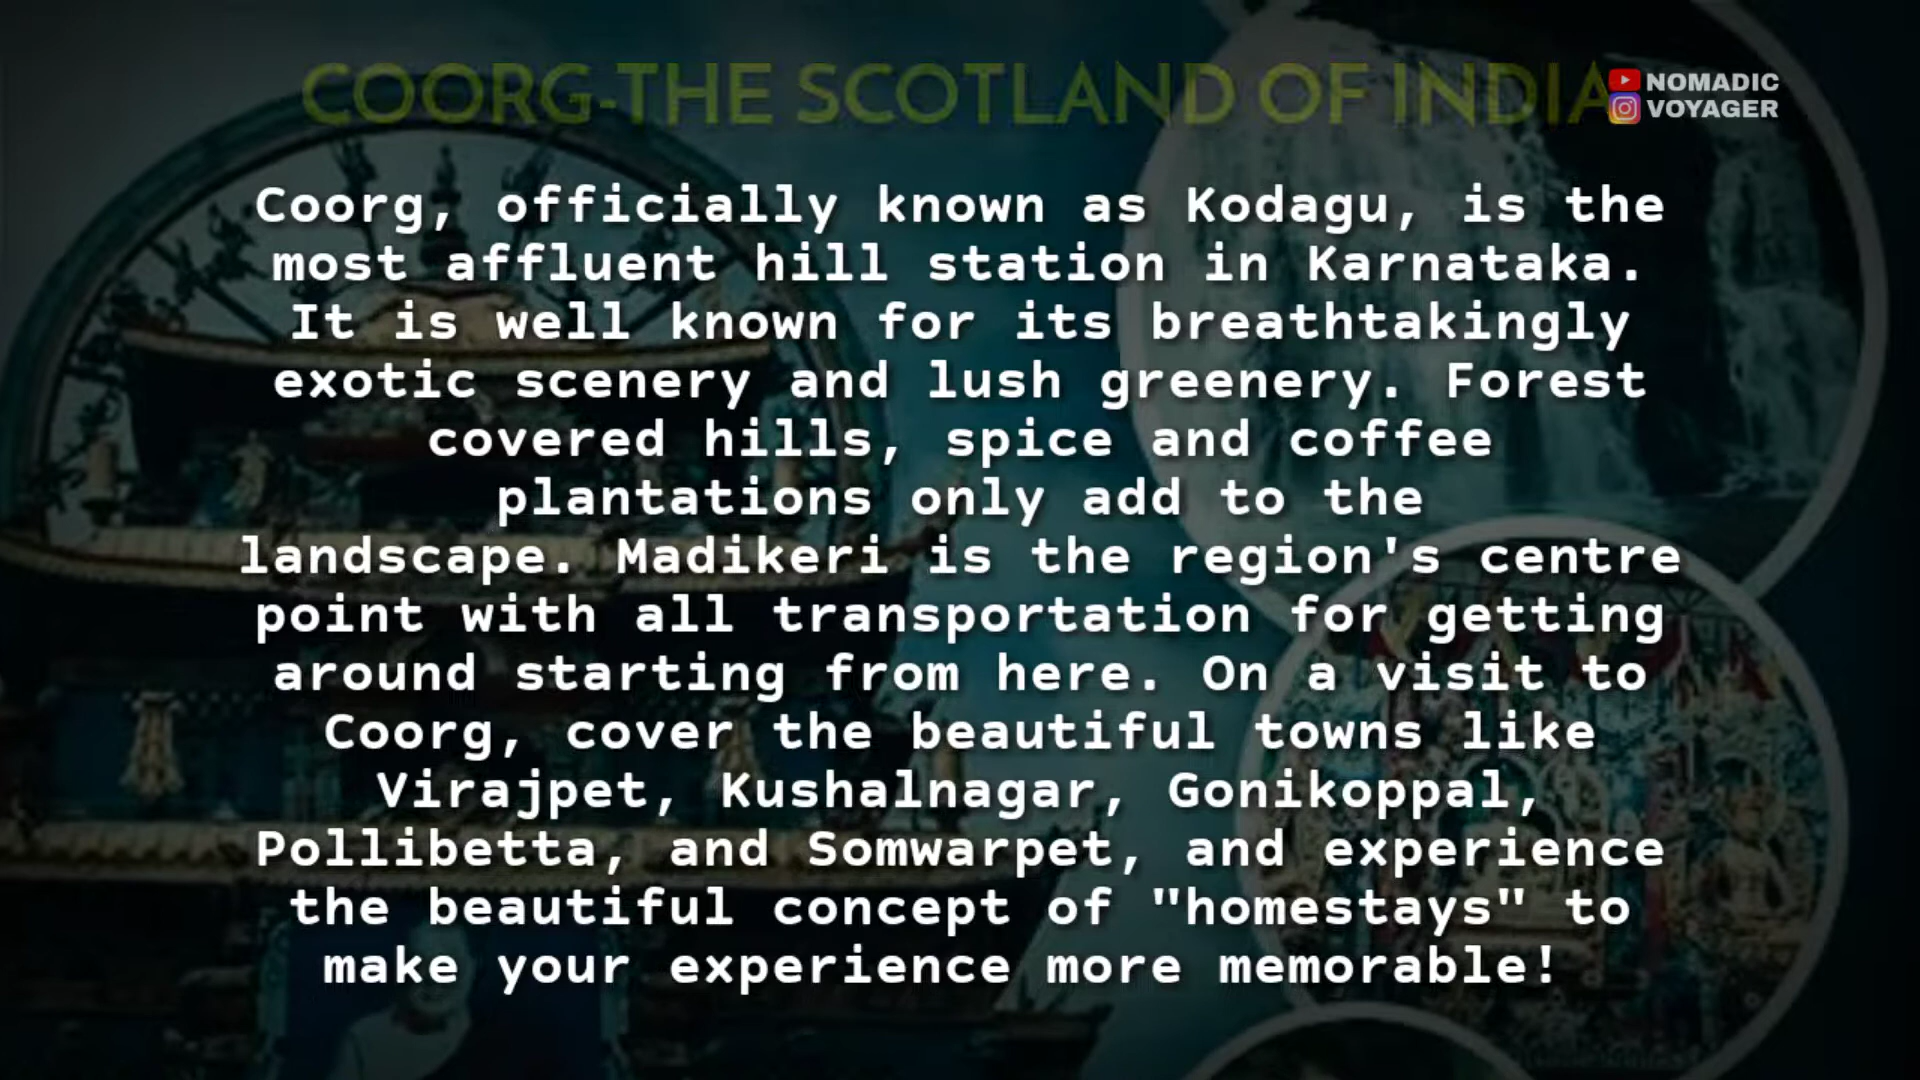 COORG-THE SCOTLAND OF INDIA
NOMADIC
VOYAGER
Coorg, officially known as Kodagu, is the
most affluent hill station in Karnataka.
It is well known for its breathtakingly
exotic scenery and lush greenery. Forest
covered hills, spice and coffee
plantations only add to the
landscape. Madikeri is the region's centre
point with all transportation for getting
around starting from here. On a visit to
Coorg, cover the beautiful towns like
Virajpet, Kushalnagar, Gonikoppal,
Pollibetta, and Somwarpet, and experience
the beautiful concept of "homestays" to
make your experience more memorable!